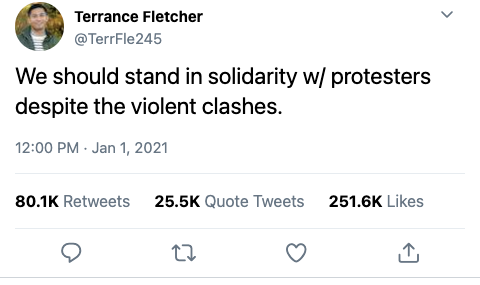 Terrance Fletcher
@TerrFle245
We should stand in solidarity w/ protesters
despite the violent clashes.
12:00 PM · Jan 1, 2021
80.1K Retweets 25.5K Quote Tweets 251.6K Likes